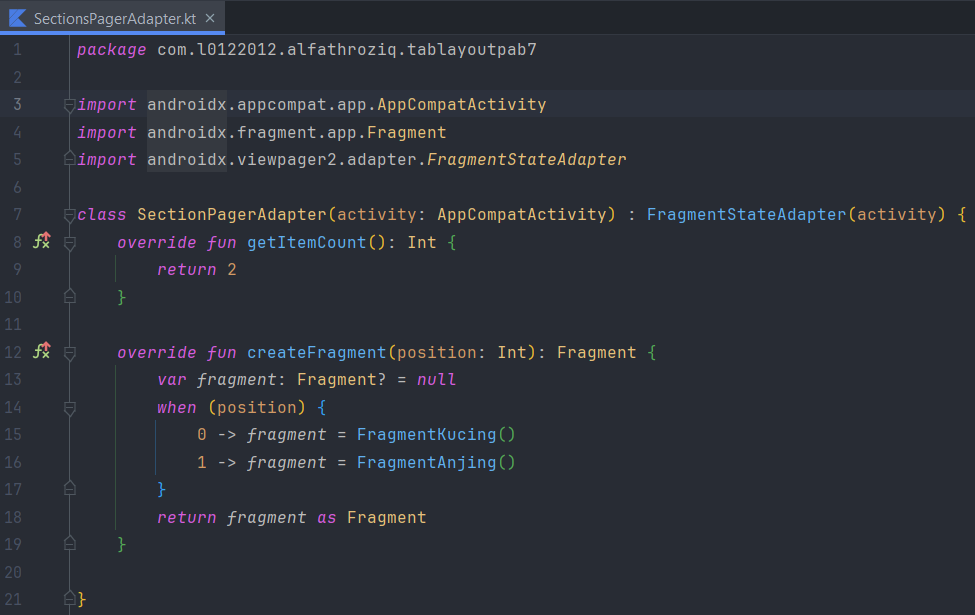 SectionsPagerAdapter.kt ×
1 package com.l0122012.alfathroziq.tablayoutpab7
2
3 import androidx.appcompat.app.AppCompatActivity
4 import androidx.fragment.app.Fragment
5 import androidx.viewpager2.adapter.FragmentStateAdapter
6
7 class SectionPagerAdapter(activity: AppCompatActivity) : FragmentStateAdapter(activity) {
8     override fun getItemCount(): Int {
9         return 2
10     }
11
12     override fun createFragment(position: Int): Fragment {
13         var fragment: Fragment? = null
14         when (position) {
15             0 -> fragment = FragmentKucing()
16             1 -> fragment = FragmentAnjing()
17         }
18         return fragment as Fragment
19     }
20
21 }